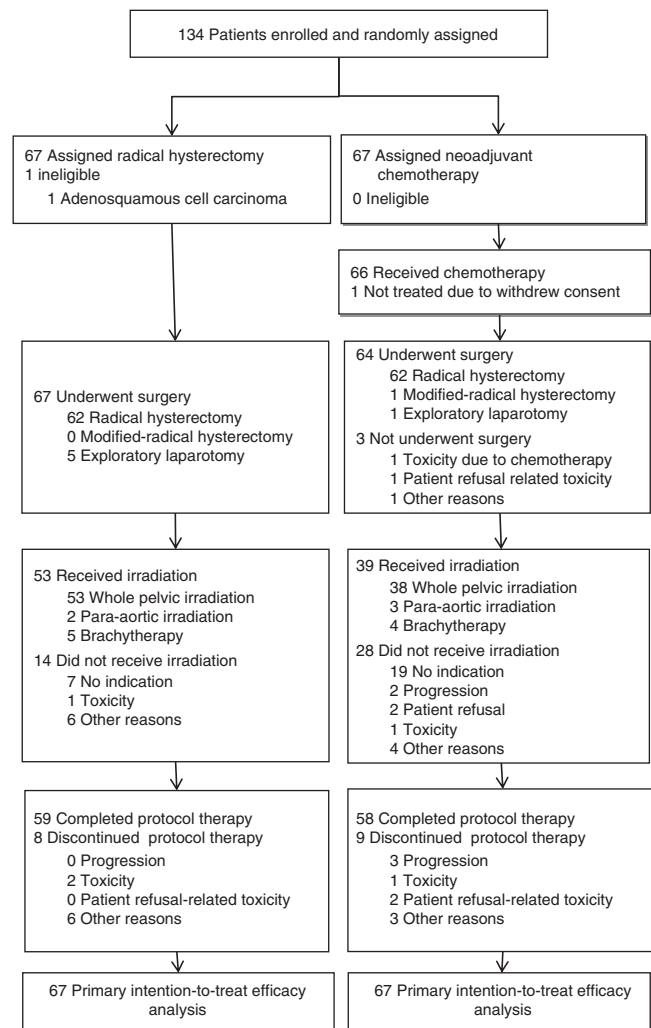 134 Patients enrolled and randomly assigned
67 Assigned radical hysterectomy
1 ineligible
1 Adenosquamous cell carcinoma
67 Assigned neoadjuvant
chemotherapy
0 Ineligible
66 Received chemotherapy
1 Not treated due to withdrew consent
67 Underwent surgery
62 Radical hysterectomy
0 Modified-radical hysterectomy
5 Exploratory laparotomy
64 Underwent surgery
62 Radical hysterectomy
1 Modified-radical hysterectomy
1 Exploratory laparotomy
3 Not underwent surgery
1 Toxicity due to chemotherapy
1 Patient refusal related toxicity
1 Other reasons
53 Received irradiation
53 Whole pelvic irradiation
2 Para-aortic irradiation
5 Brachytherapy
14 Did not receive irradiation
7 No indication
1 Toxicity
6 Other reasons
39 Received irradiation
38 Whole pelvic irradiation
3 Para-aortic irradiation
4 Brachytherapy
28 Did not receive irradiation
19 No indication
2 Progression
2 Patient refusal
1 Toxicity
4 Other reasons
59 Completed protocol therapy
8 Discontinued protocol therapy
0 Progression
2 Toxicity
0 Patient refusal-related toxicity
6 Other reasons
58 Completed protocol therapy
9 Discontinued protocol therapy
3 Progression
1 Toxicity
2 Patient refusal-related toxicity
3 Other reasons
67 Primary intention-to-treat efficacy
analysis
67 Primary intention-to-treat efficacy
analysis